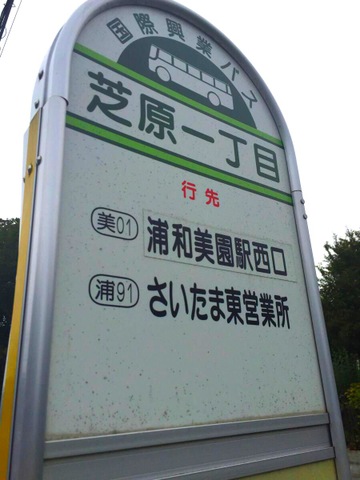 国際興業バス
芝原一丁目
行先
美01 浦和美園駅西口
浦91 さいたま東営業所